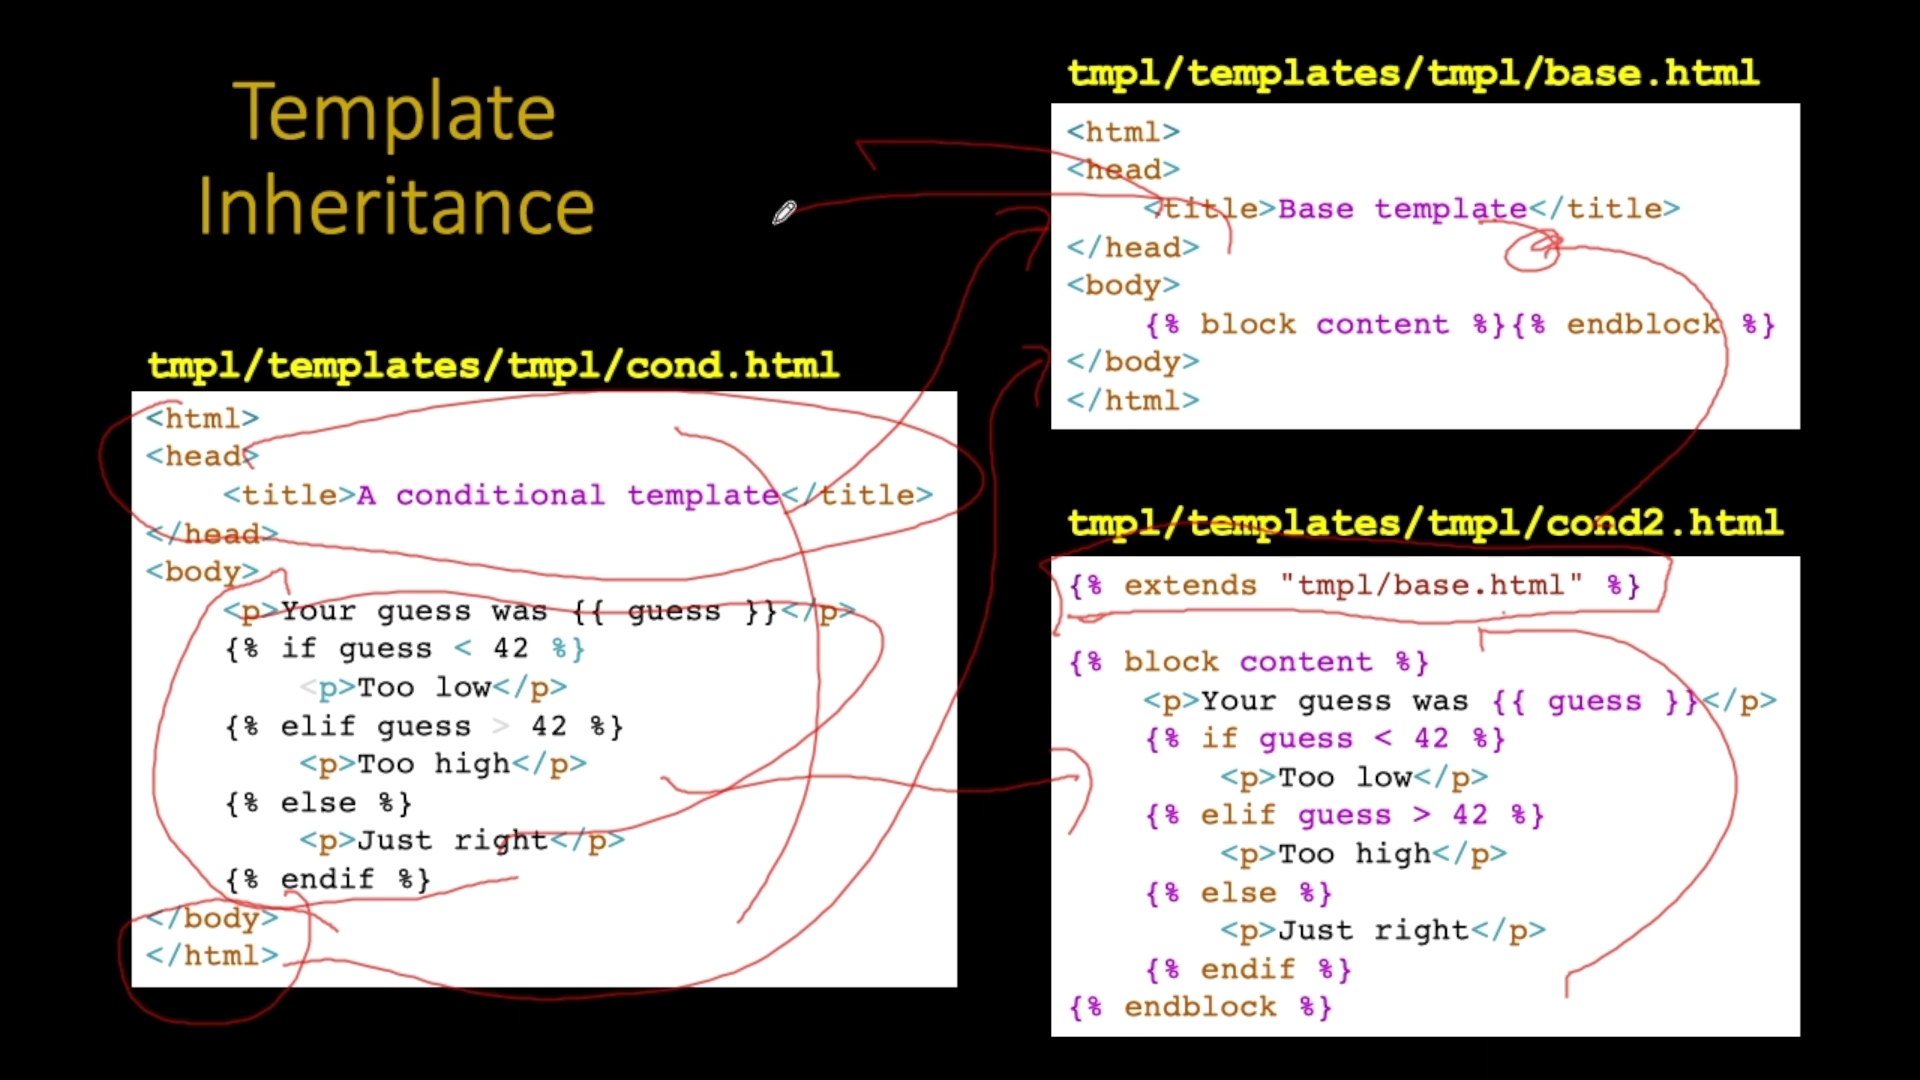 Template
Inheritance
tmpl/templates/tmpl/cond.html
<html>
<head>
    <title>A conditional template</title>
</head>
<body>
    <p>Your guess was {{ guess }}</p>
    {% if guess < 42 %}
        <p>Too low</p>
    {% elif guess > 42 %}
        <p>Too high</p>
    {% else %}
        <p>Just right</p>
    {% endif %}
</body>
</html>
tmpl/templates/tmpl/base.html
<html>
<head>
    <title>Base template</title>
</head>
<body>
    {% block content %}{% endblock %}
</body>
</html>
tmpl/templates/tmpl/cond2.html
{% extends "tmpl/base.html" %}
{% block content %}
    <p>Your guess was {{ guess }}</p>
    {% if guess < 42 %}
        <p>Too low</p>
    {% elif guess > 42 %}
        <p>Too high</p>
    {% else %}
        <p>Just right</p>
    {% endif %}
{% endblock %}